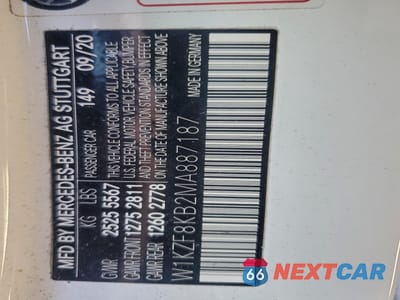 MFD BY MERCEDES-BENZ AG STUTTGART
PASSENGER CAR 149 09/20
KG LBS
GVWR 2525 5567
GAWR FRONT 1275 2811
GAWR REAR 1260 2778
THIS VEHICLE CONFORMS TO ALL APPLICABLE
U.S. FEDERAL MOTOR VEHICLE SAFETY, BUMPER
AND THEFT PREVENTION STANDARDS IN EFFECT
ON THE DATE OF MANUFACTURE SHOWN ABOVE
W1KZF8KB2MA887187
MADE IN GERMANY
66 NEXTCAR